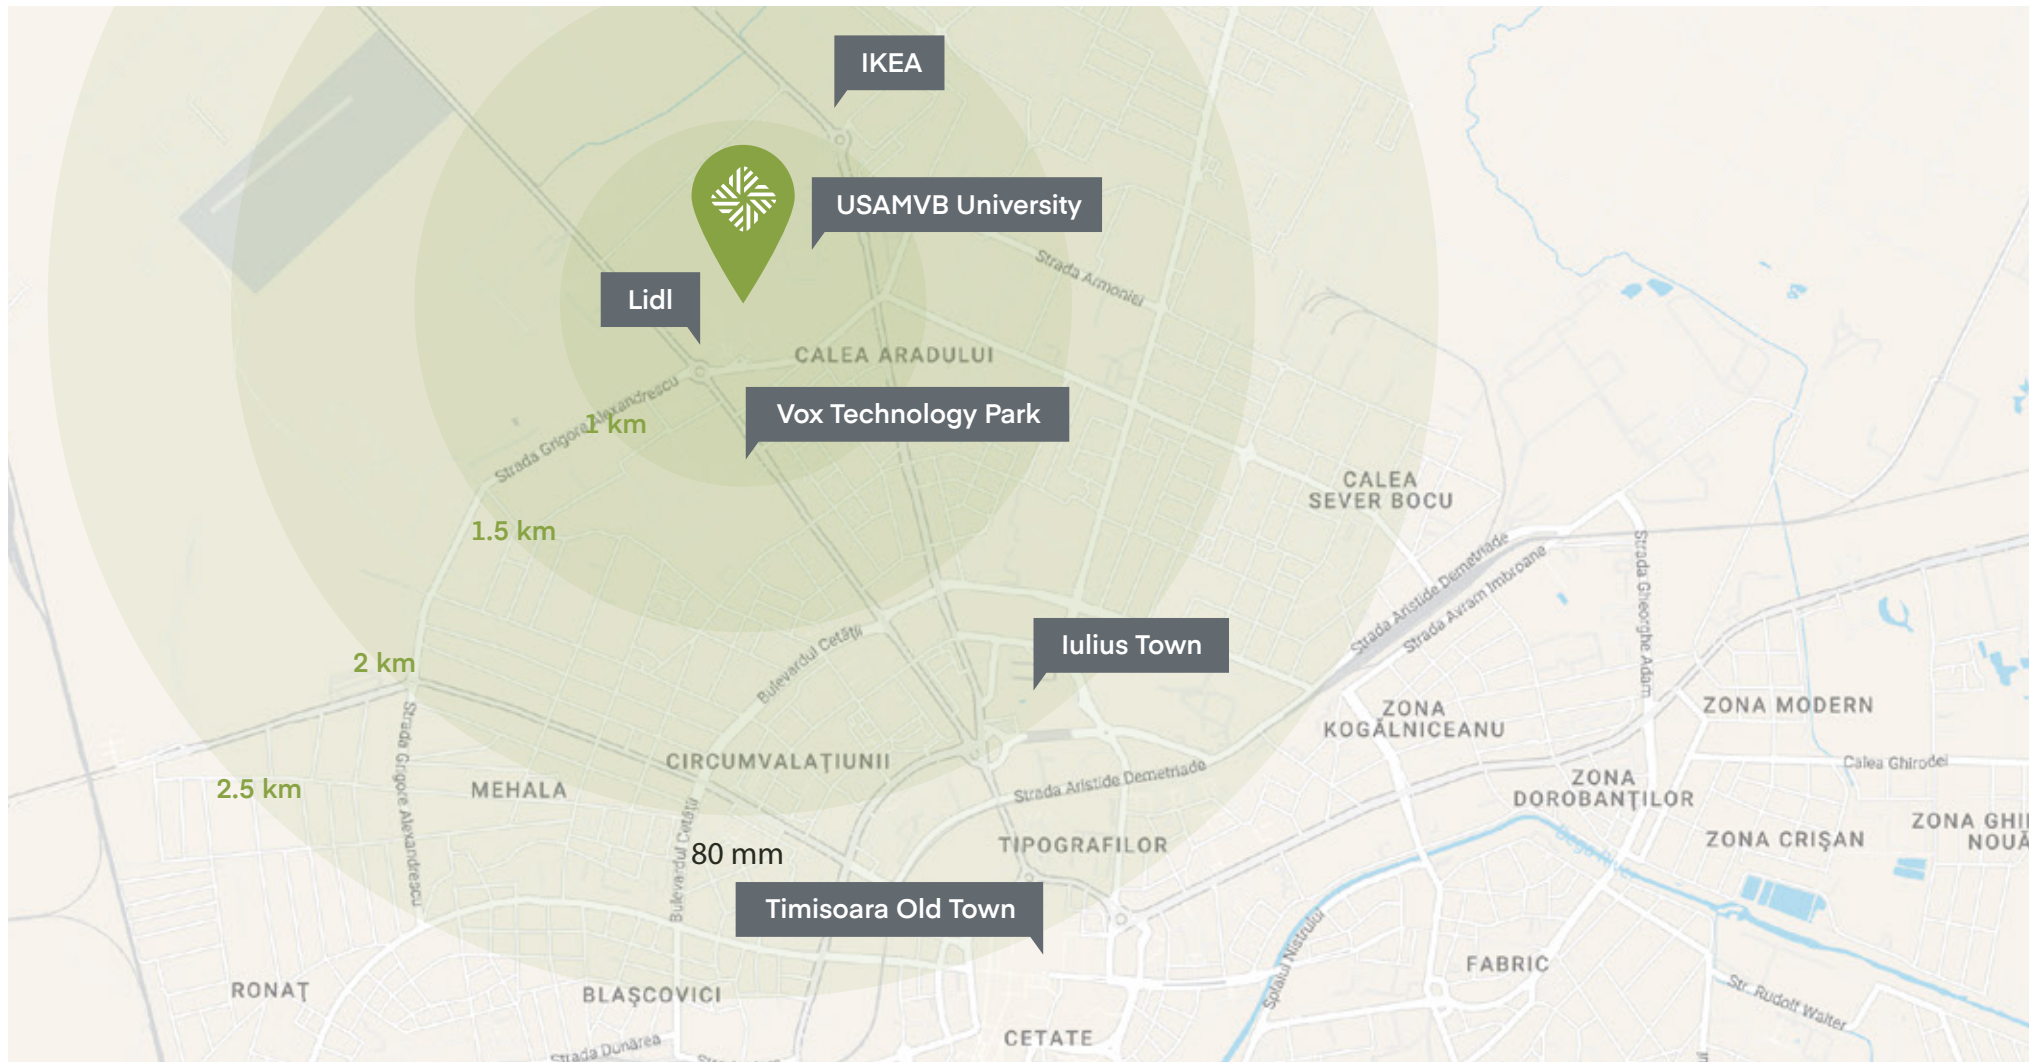 IKEA
USAMVB University
Strada Armoniei
Lidl
CALEA ARADULUI
Strada Grigore Alexandrescu
1 km
Vox Technology Park
CALEA
SEVER BOCU
1.5 km
Strada Aristide Demetriade
Strada Avram Imbroane
Strada Gheorghe Adam
Bulevardul Cetății
Iulius Town
2 km
ZONA
KOGĂLNICEANU
ZONA MODERN
Strada Grigore Alexandrescu
CIRCUMVALAȚIUNII
Calea Ghirodei
2.5 km
MEHALA
Strada Aristide Demetriade
ZONA
DOROBANȚILOR
Bulevardul Cetății
80 mm
TIPOGRAFILOR
ZONA CRIȘAN
ZONA GHI
NOUĂ
Bega River
Timisoara Old Town
Splaiul Nistrului
FABRIC
RONAȚ
BLAȘCOVICI
Str. Rudolf Walter
CETATE
Strada Dunărea